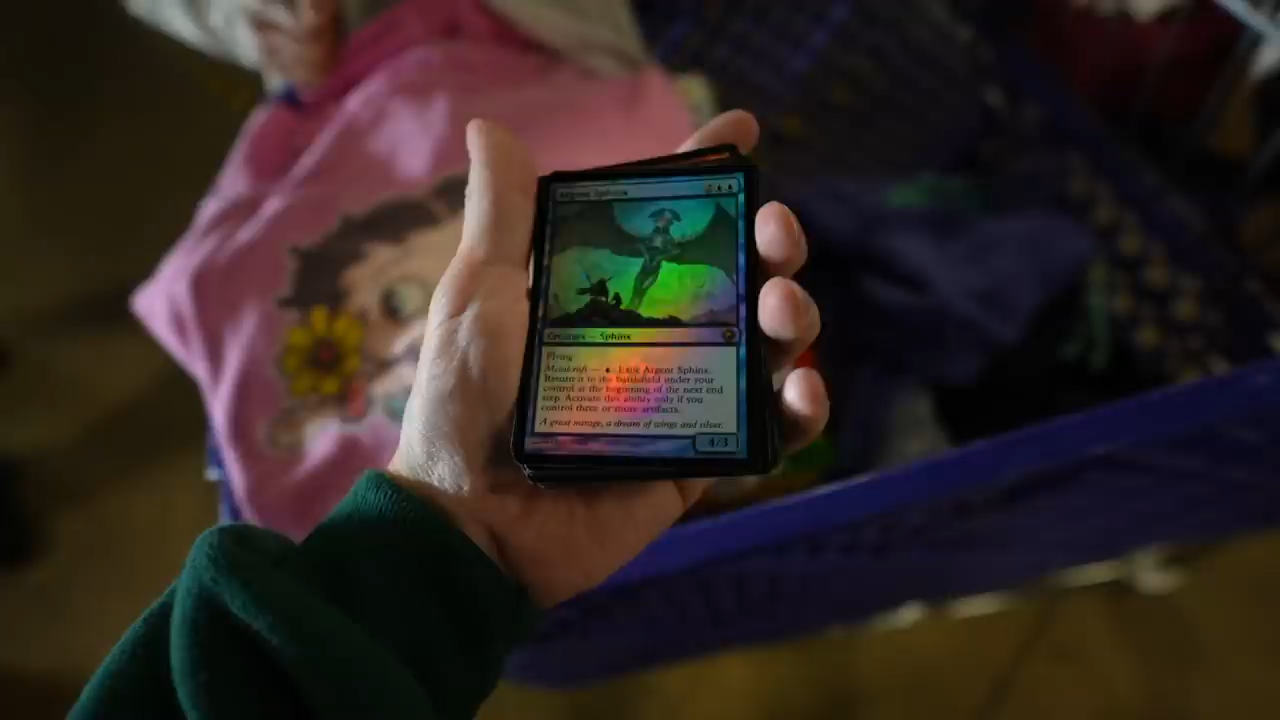 Argent Sphinx
Creature — Sphinx
Flying
Metalcraft — : Exile Argent Sphinx.
Return it to the battlefield under your
control at the beginning of the next end
step. Activate this ability only if you
control three or more artifacts.
A great mirage, a dream of wings and silver.
4/3